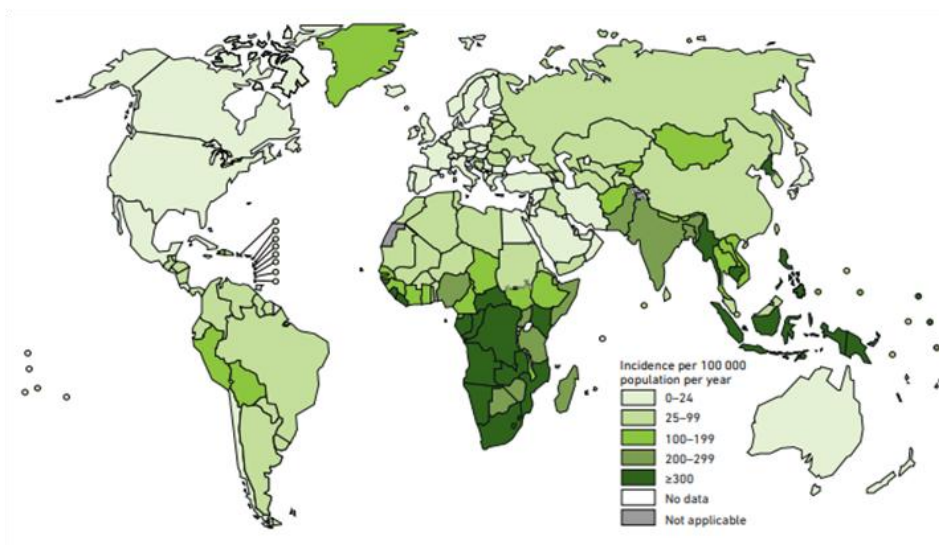 Incidence per 100 000
population per year
0–24
25–99
100–199
200–299
≥300
No data
Not applicable